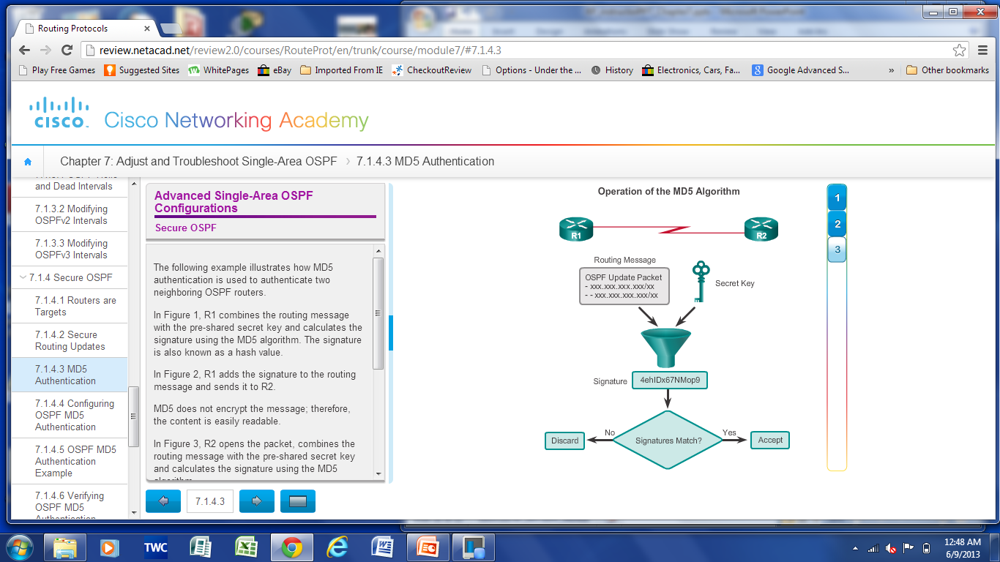 Routing Protocols
review.netacad.net/review2.0/courses/RouteProt/en/trunk/course/module7/#7.1.4.3
Play Free Games
Suggested Sites
WhitePages
eBay
Imported From IE
CheckoutReview
Options - Under the ...
History
Electronics, Cars, Fa...
Google Advanced S...
»
Other bookmarks
CISCO
Cisco Networking Academy
Chapter 7: Adjust and Troubleshoot Single-Area OSPF
7.1.4.3 MD5 Authentication
and Dead Intervals
7.1.3.2 Modifying
OSPFv2 Intervals
7.1.3.3 Modifying
OSPFv3 Intervals
7.1.4 Secure OSPF
7.1.4.1 Routers are
Targets
7.1.4.2 Secure
Routing Updates
7.1.4.3 MD5
Authentication
7.1.4.4 Configuring
OSPF MD5
Authentication
7.1.4.5 OSPF MD5
Authentication
Example
7.1.4.6 Verifying
OSPF MD5
Authentication
Advanced Single-Area OSPF
Configurations
Secure OSPF
The following example illustrates how MD5
authentication is used to authenticate two
neighboring OSPF routers.
In Figure 1, R1 combines the routing message
with the pre-shared secret key and calculates the
signature using the MD5 algorithm. The signature
is also known as a hash value.
In Figure 2, R1 adds the signature to the routing
message and sends it to R2.
MD5 does not encrypt the message; therefore,
the content is easily readable.
In Figure 3, R2 opens the packet, combines the
routing message with the pre-shared secret key
and calculates the signature using the MD5
algorithm.
7.1.4.3
Operation of the MD5 Algorithm
R1
R2
Routing Message
OSPF Update Packet
- xxx.xxx.xxx.xxx/xx
- - xxx.xxx.xxx.xxx/xx
Secret Key
Signature
4ehIDx67NMop9
Signatures Match?
No
Yes
Discard
Accept
1
2
3
TWC
12:48 AM
6/9/2013